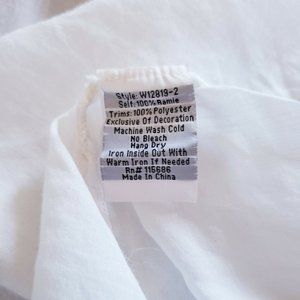 Style: W12819-2
Self: 100% Ramie
Trims: 100% Polyester
Exclusive Of Decoration
Machine Wash Cold
No Bleach
Hang Dry
Iron Inside Out With
Warm Iron If Needed
Rn# 115686
Made In China